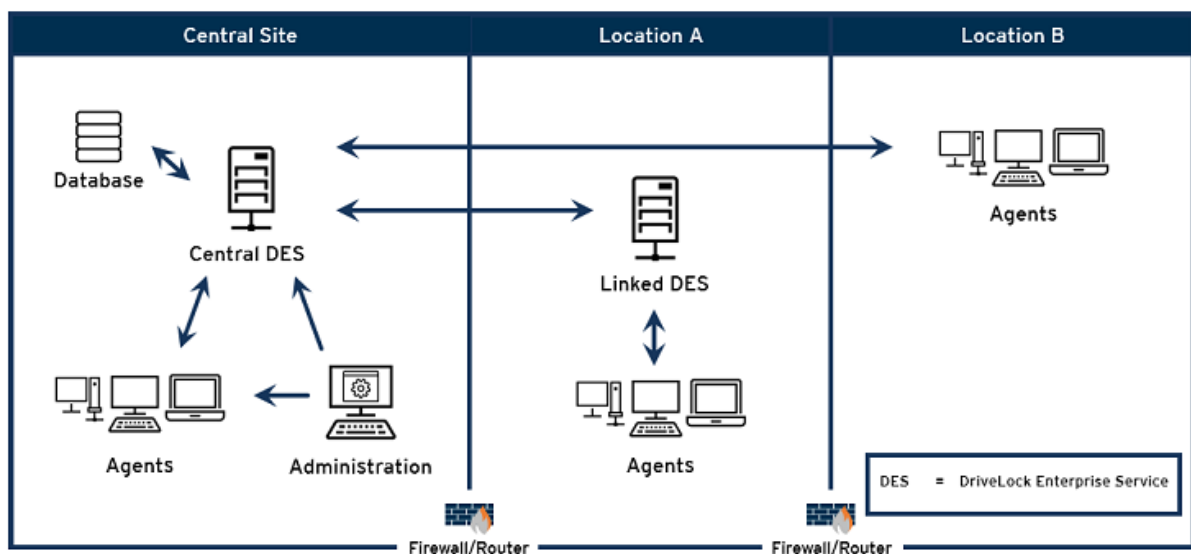 Central Site
Location A
Location B
Database
Central DES
Linked DES
Agents
Agents
Administration
Agents
DES = DriveLock Enterprise Service
Firewall/Router
Firewall/Router